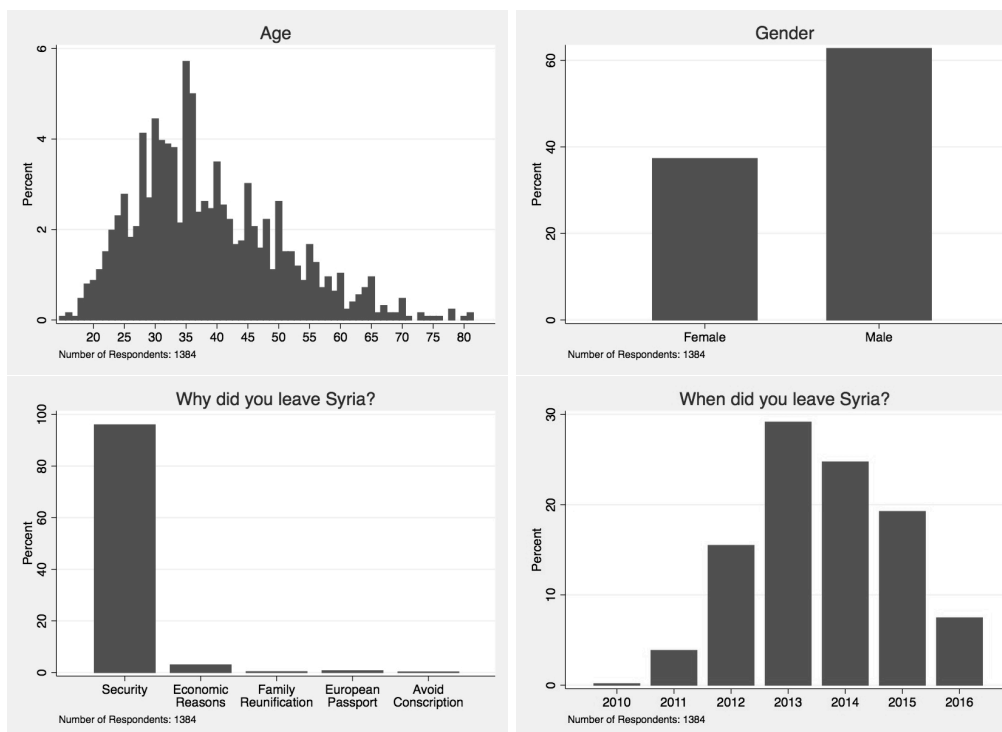 Age
6
4
2
0
Percent
20 25 30 35 40 45 50 55 60 65 70 75 80
Number of Respondents: 1384
Gender
60
40
20
0
Percent
Female Male
Number of Respondents: 1384
Why did you leave Syria?
100
80
60
40
20
0
Percent
Security Economic Family European Avoid
Reasons Reunification Passport Conscription
Number of Respondents: 1384
When did you leave Syria?
30
20
10
0
Percent
2010 2011 2012 2013 2014 2015 2016
Number of Respondents: 1384